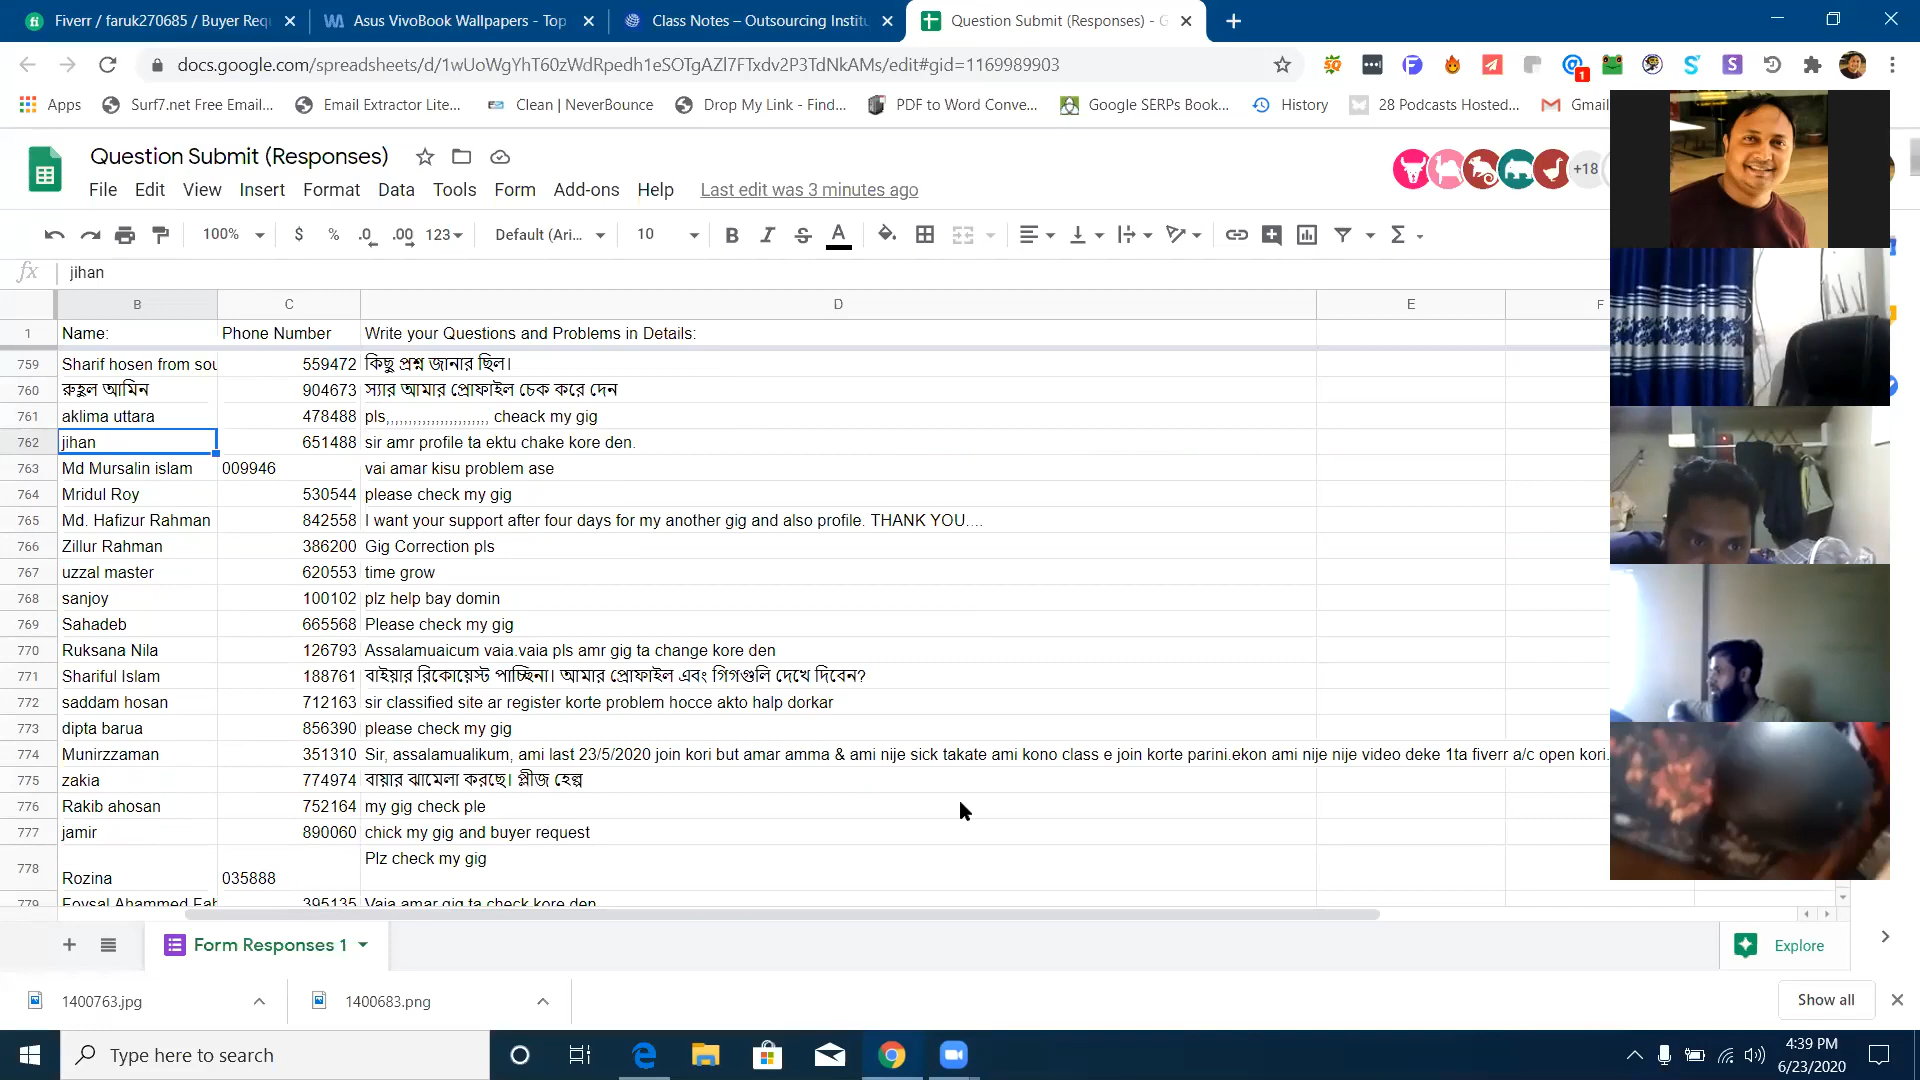 Fiverr / faruk270685 / Buyer Requ
Asus VivoBook Wallpapers - Top
Class Notes – Outsourcing Institu
Question Submit (Responses) - G
docs.google.com/spreadsheets/d/1wUoWgYhT60zWdRpedh1eSOTgAZl7FTxdv2P3TdNkAMs/edit#gid=1169989903
Apps
Surf7.net Free Email...
Email Extractor Lite...
Clean | NeverBounce
Drop My Link - Find...
PDF to Word Conve...
Google SERPs Book...
History
28 Podcasts Hosted...
Gmail
Question Submit (Responses)
+18
File Edit View Insert Format Data Tools Form Add-ons Help Last edit was 3 minutes ago
100% $ % .0 .00 123 Default (Ari... 10 B I S A
fx jihan
B C D E F
1 Name: Phone Number Write your Questions and Problems in Details:
759 Sharif hosen from sou 559472 কিছু প্রশ্ন জানার ছিল।
760 রুহুল আমিন 904673 স্যার আমার প্রোফাইল চেক করে দেন
761 aklima uttara 478488 pls,,,,,,,,,,,,,,,,,,,,,,, cheack my gig
762 jihan 651488 sir amr profile ta ektu chake kore den.
763 Md Mursalin islam 009946 vai amar kisu problem ase
764 Mridul Roy 530544 please check my gig
765 Md. Hafizur Rahman 842558 I want your support after four days for my another gig and also profile. THANK YOU....
766 Zillur Rahman 386200 Gig Correction pls
767 uzzal master 620553 time grow
768 sanjoy 100102 plz help bay domin
769 Sahadeb 665568 Please check my gig
770 Ruksana Nila 126793 Assalamuaicum vaia.vaia pls amr gig ta change kore den
771 Shariful Islam 188761 বাইয়ার রিকোয়েস্ট পাচ্ছিনা। আমার প্রোফাইল এবং গিগগুলি দেখে দিবেন?
772 saddam hosan 712163 sir classified site ar register korte problem hocce akto halp dorkar
773 dipta barua 856390 please check my gig
774 Munirzzaman 351310 Sir, assalamualikum, ami last 23/5/2020 join kori but amar amma & ami nije sick takate ami kono class e join korte parini.ekon ami nije nije video deke 1ta fiverr a/c open kori.
775 zakia 774974 বায়ার ঝামেলা করছে। প্লীজ হেল্প
776 Rakib ahosan 752164 my gig check ple
777 jamir 890060 chick my gig and buyer request
778 Rozina 035888 Plz check my gig
779 Foysal Ahammed Fah 395135 Vaia amar gig ta check kore den
Form Responses 1
Explore
1400763.jpg
1400683.png
Show all
Type here to search
4:39 PM
6/23/2020